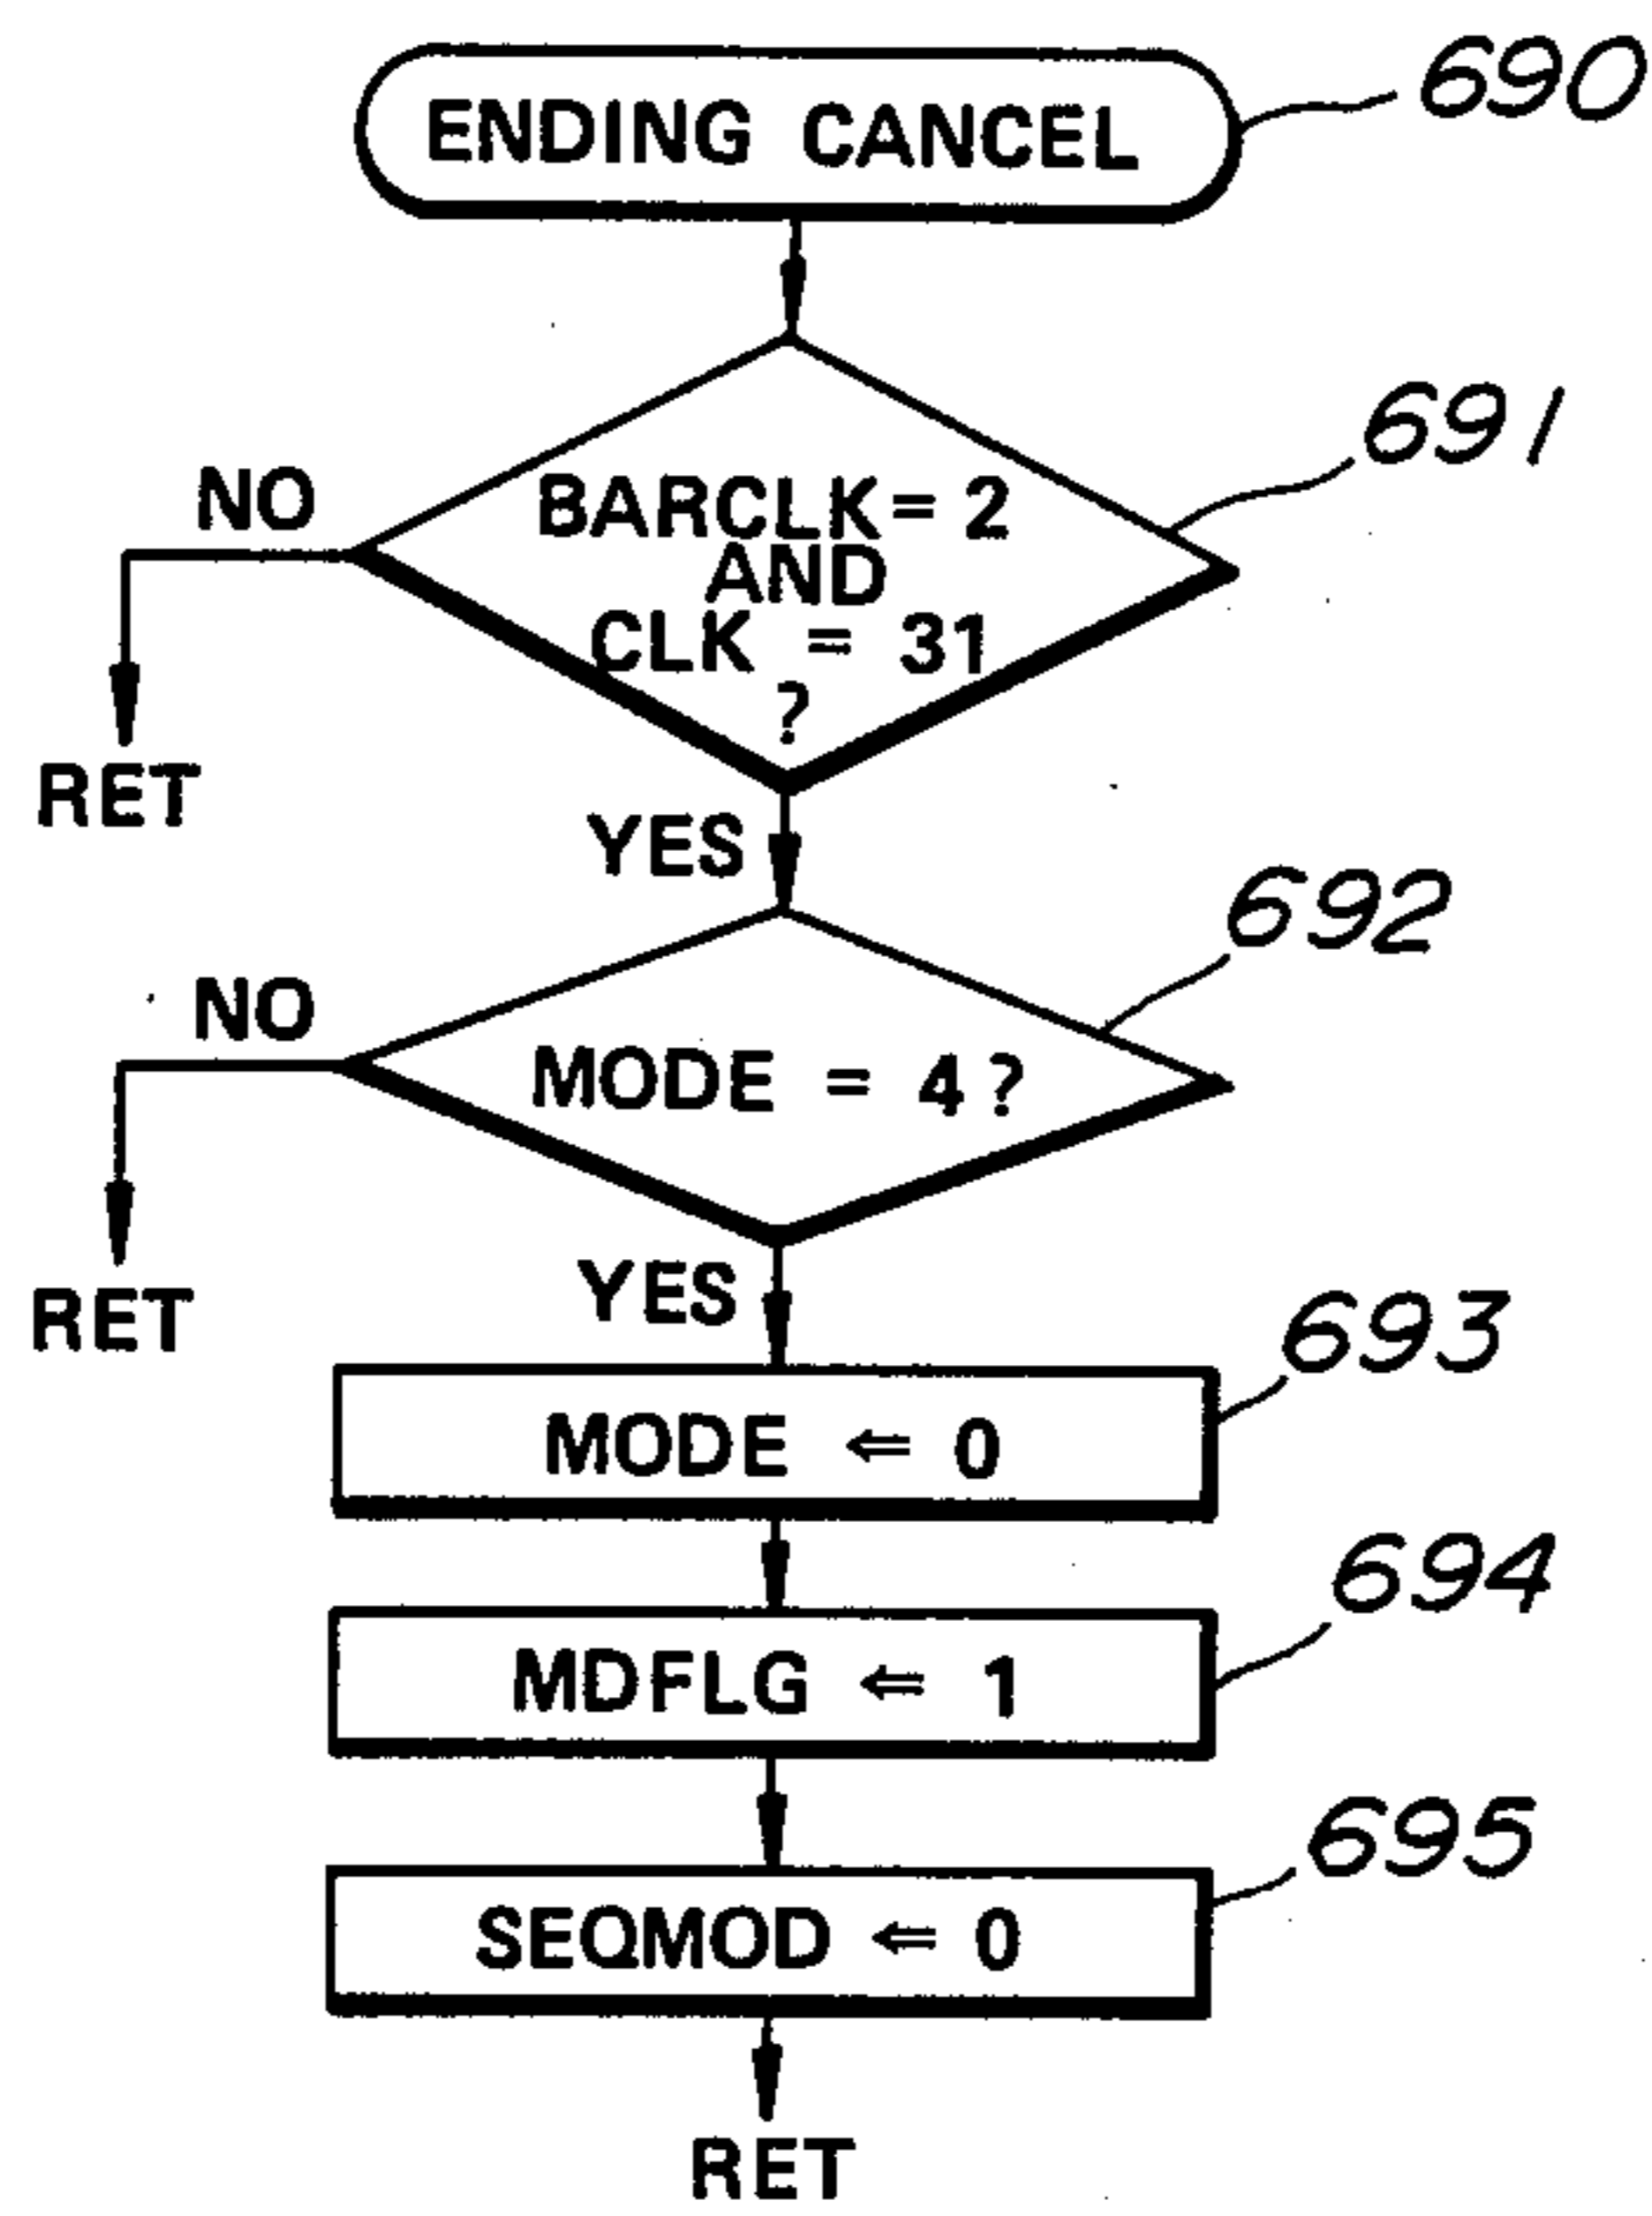 ENDING CANCEL
690
691
NO
BARCLK = 2
AND
CLK = 31
?
RET
YES
692
NO
MODE = 4?
RET
YES
693
MODE ⇐ 0
694
MDFLG ⇐ 1
695
SEQMOD ⇐ 0
RET